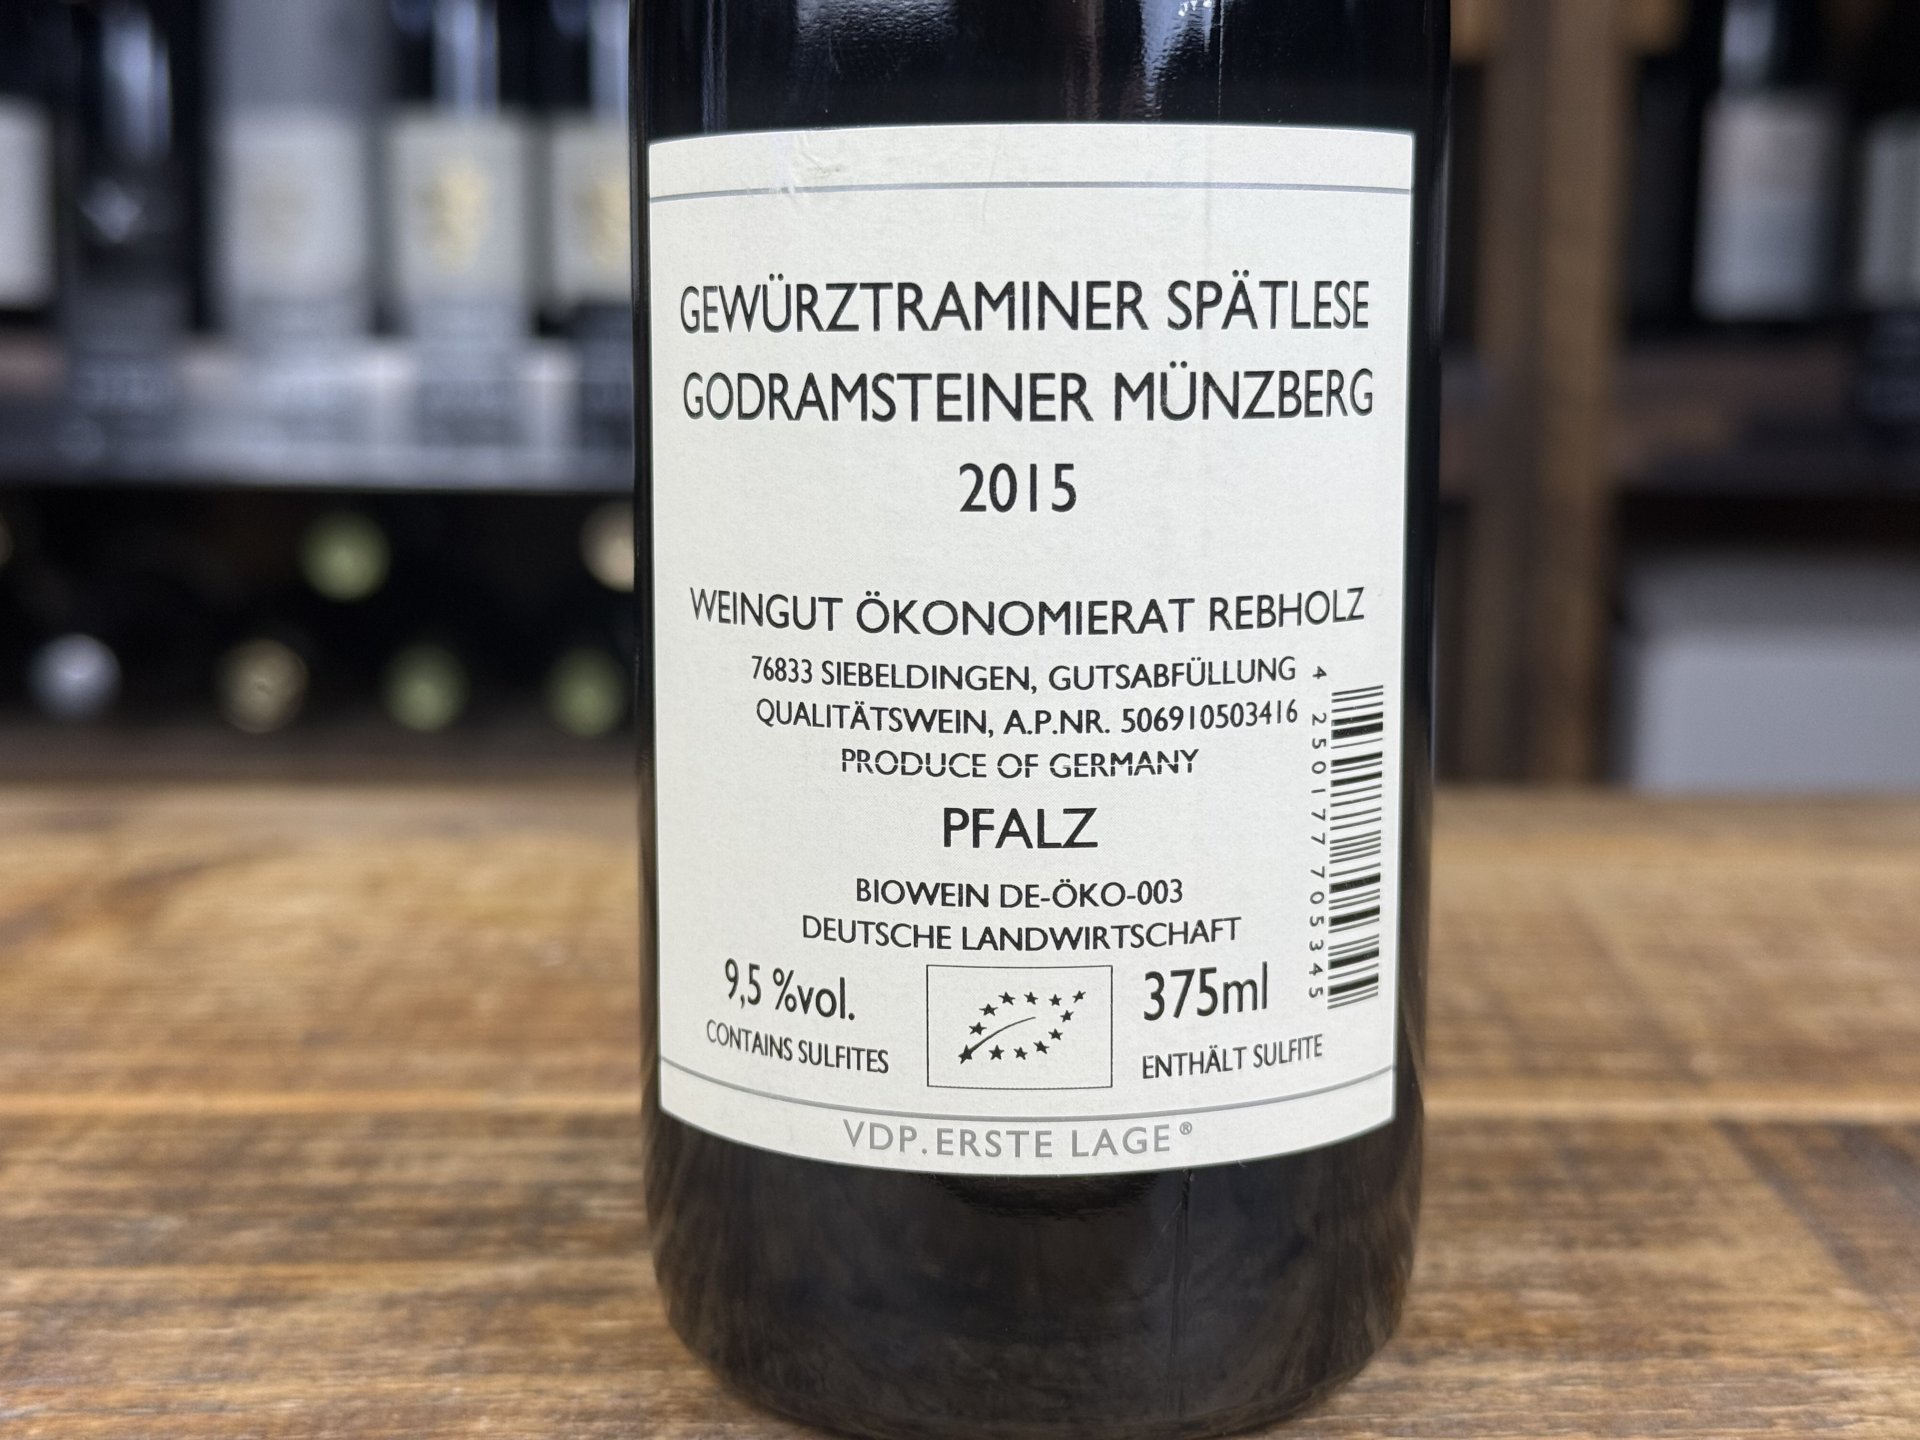 GEWÜRZTRAMINER SPÄTLESE
GODRAMSTEINER MÜNZBERG
2015
WEINGUT ÖKONOMIERAT REBHOLZ
76833 SIEBELDINGEN, GUTSABFÜLLUNG
QUALITÄTSWEIN, A.P.NR. 506910503416
PRODUCE OF GERMANY
PFALZ
BIOWEIN DE-ÖKO-003
DEUTSCHE LANDWIRTSCHAFT
9,5 %vol.
CONTAINS SULFITES
375ml
ENTHÄLT SULFITE
4 250177 705345
VDP.ERSTE LAGE®